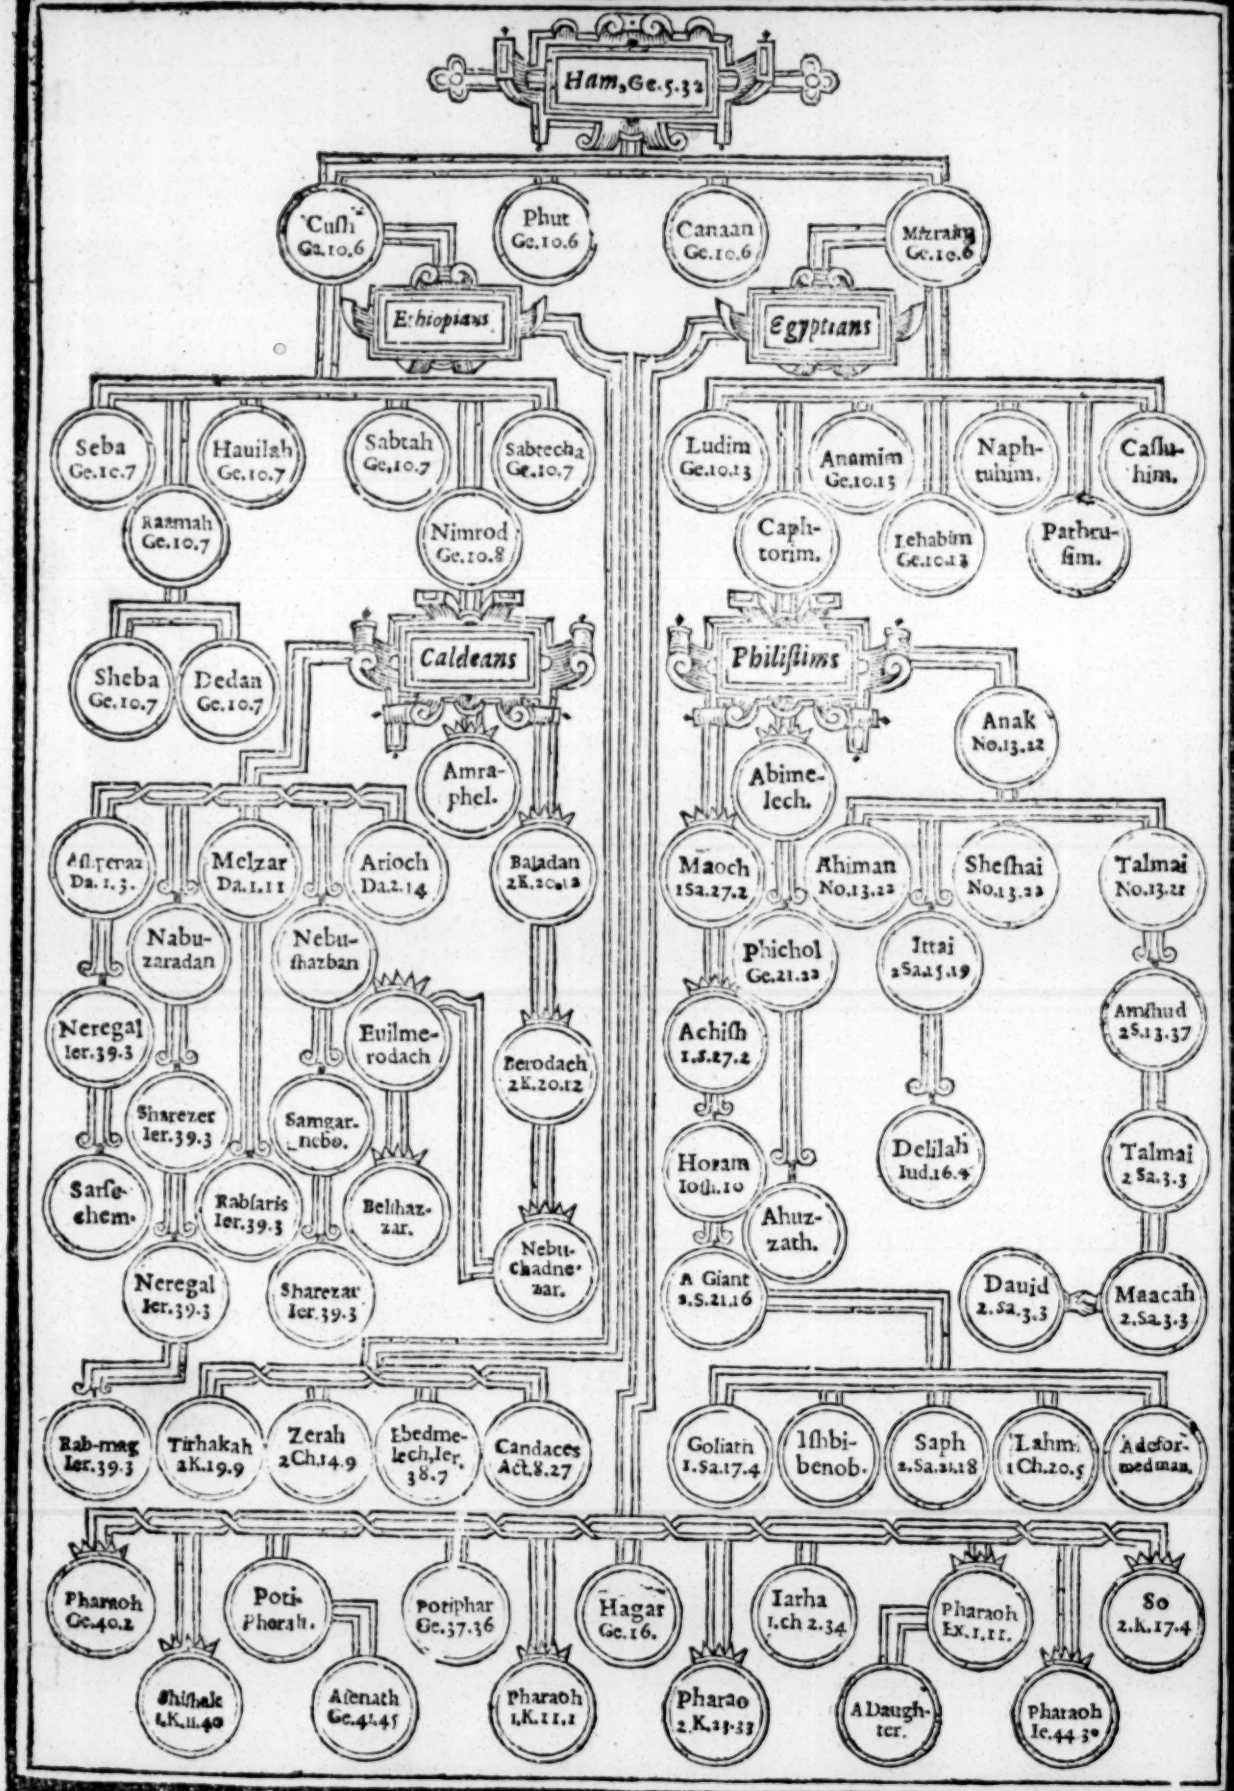 Ham, Ge.5.32
Cuſh
Ge.10.6
Phut
Ge.10.6
Canaan
Ge.10.6
Mizraim
Ge.10.6
Ethiopians
Egyptians
Seba
Ge.10.7
Hauilah
Ge.10.7
Sabtah
Ge.10.7
Sabtecha
Ge.10.7
Ludim
Ge.10.13
Anamim
Ge.10.13
Naph-
tuhim.
Caſlu-
him.
Raamah
Ge.10.7
Nimrod
Ge.10.8
Caph-
torim.
Lehabim
Ge.10.13
Pathru-
ſim.
Sheba
Ge.10.7
Dedan
Ge.10.7
Caldeans
Philiſtims
Anak
No.13.22
Amra-
phel.
Abime-
lech.
Da.1.3.
Melzar
Da.1.11
Arioch
Da.2.14
Baladan
2K.20.12
Maoch
1Sa.27.2
Ahiman
No.13.22
Sheſhai
No.13.22
Talmai
No.13.22
Nabu-
zaradan
Nebu-
ſhazban
Phichol
Ge.21.22
Ittai
2Sa.15.19
Neregal
Ier.39.3
Euilme-
rodach
Berodach
2K.20.12
Achiſh
1.S.27.2
Amihud
2S.13.37
Sharezer
Ier.39.3
Samgar-
nebo.
Horam
Ioſh.10
Delilah
Iud.16.4
Talmai
2Sa.3.3
Sarſe-
chem.
Rabſaris
Ier.39.3
Belſhaz-
zar.
Ahuz-
zath.
Neregal
Ier.39.3
Sharezar
Ier.39.3
Nebu-
chadne-
zar.
A Giant
2.S.21.16
Dauid
2.Sa.3.3
Maacah
2.Sa.3.3
Rab-mag
Ier.39.3
Tirhakah
2K.19.9
Zerah
2Ch.14.9
Ebedme-
lech, Ier.
38.7
Candaces
Act.8.27
Goliath
1.Sa.17.4
Iſhbi-
benob.
Saph
2.Sa.21.18
Lahmi
1Ch.20.5
A defor-
med man.
Pharaoh
Ge.40.2
Poti-
Pherah.
Potiphar
Ge.37.36
Hagar
Ge.16.
Iarha
1.ch 2.34
Pharaoh
Ex.1.11.
So
2.K.17.4
Shiſhak
1.K.11.40
Aſenath
Ge.41.45
Pharaoh
1.K.11.1
Pharao
2.K.23.33
A Daugh-
ter.
Pharaoh
Ie.44.30